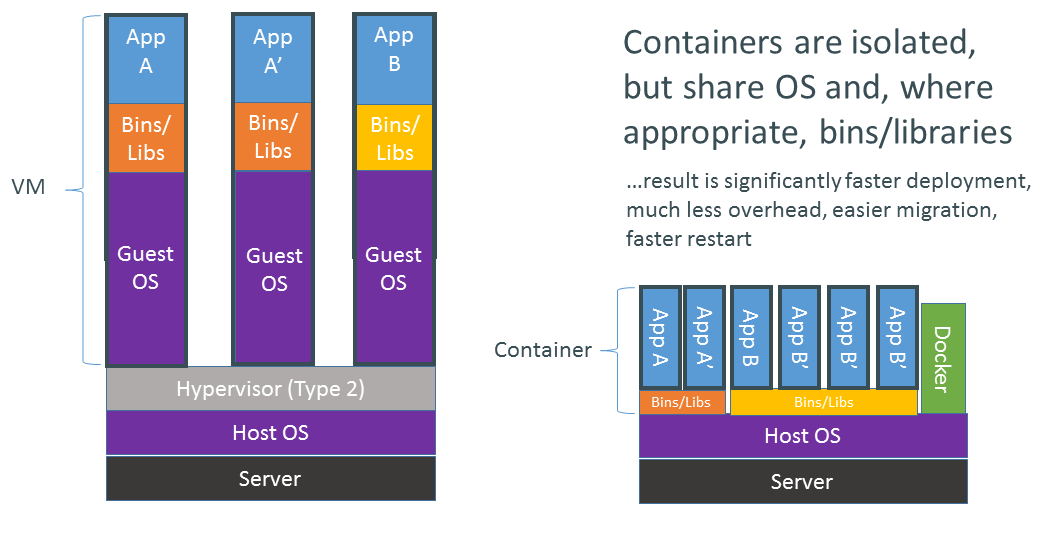 App
A
App
A’
App
B
Bins/
Libs
Bins/
Libs
Bins/
Libs
VM
Guest
OS
Guest
OS
Guest
OS
Hypervisor (Type 2)
Host OS
Server
Containers are isolated,
but share OS and, where
appropriate, bins/libraries
…result is significantly faster deployment,
much less overhead, easier migration,
faster restart
Container
App A
App A’
App B
App B’
App B’
App B’
Docker
Bins/Libs
Bins/Libs
Host OS
Server